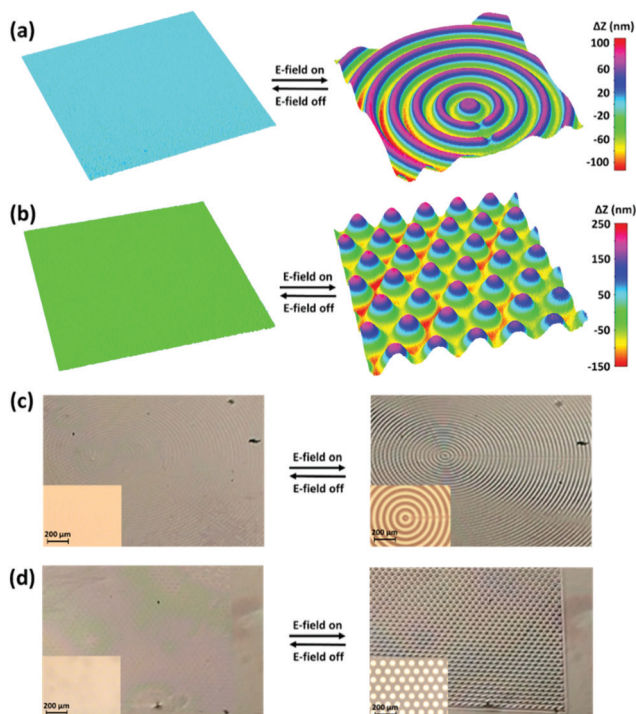 (a)
E-field on
E-field off
ΔZ (nm)
100
60
20
-20
-60
-100
(b)
E-field on
E-field off
ΔZ (nm)
250
150
50
-50
-150
(c)
E-field on
E-field off
200 μm
200 μm
(d)
E-field on
E-field off
200 μm
200 μm